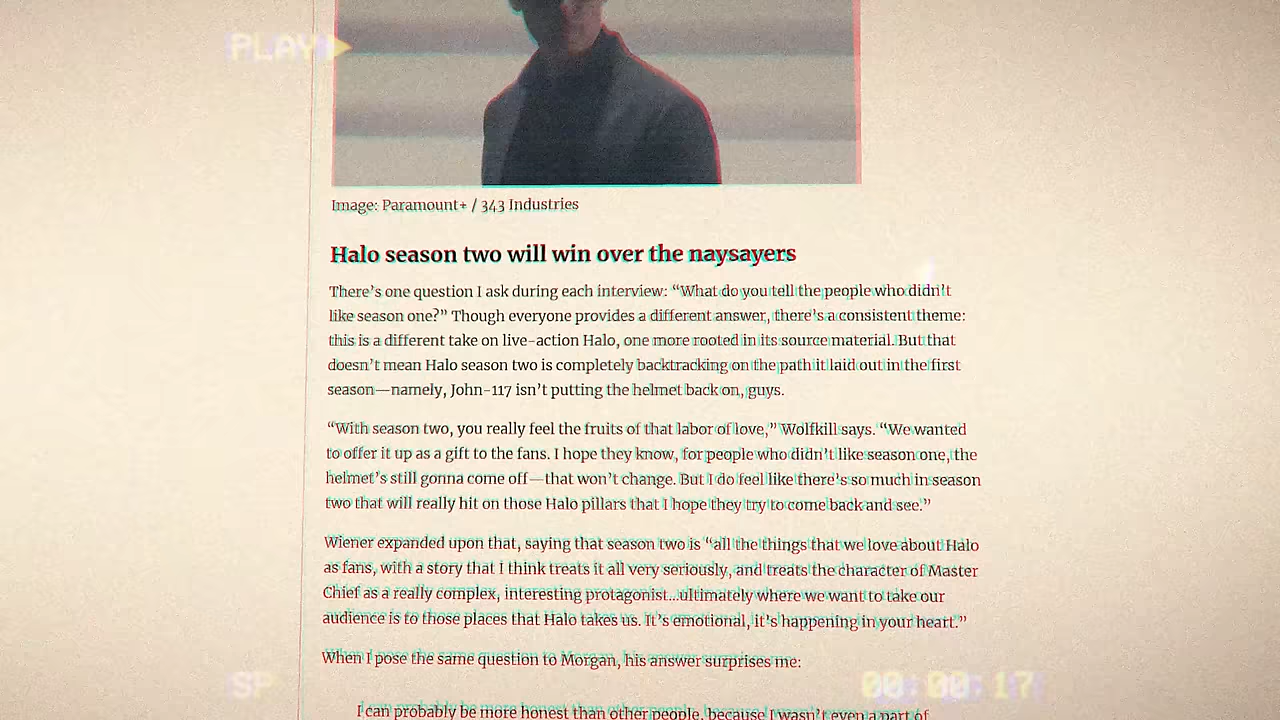 PLAY
Image: Paramount+ / 343 Industries
Halo season two will win over the naysayers
There’s one question I ask during each interview: “What do you tell the people who didn’t
like season one?” Though everyone provides a different answer, there’s a consistent theme:
this is a different take on live-action Halo, one more rooted in its source material. But that
doesn’t mean Halo season two is completely backtracking on the path it laid out in the first
season—namely, John-117 isn’t putting the helmet back on, guys.
“With season two, you really feel the fruits of that labor of love,” Wolfkill says. “We wanted
to offer it up as a gift to the fans. I hope they know, for people who didn’t like season one, the
helmet’s still gonna come off—that won’t change. But I do feel like there’s so much in season
two that will really hit on those Halo pillars that I hope they try to come back and see.”
Wiener expanded upon that, saying that season two is “all the things that we love about Halo
as fans, with a story that I think treats it all very seriously, and treats the character of Master
Chief as a really complex, interesting protagonist...ultimately where we want to take our
audience is to those places that Halo takes us. It’s emotional, it’s happening in your heart.”
When I pose the same question to Morgan, his answer surprises me:
SP
00:00:17
I can probably be more honest than other people, because I wasn’t even a part of